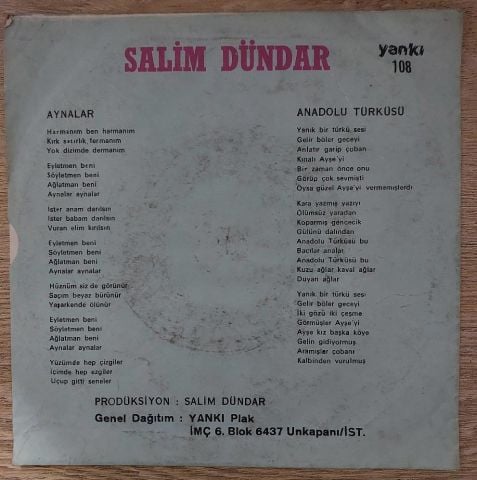 SALİM DÜNDAR
yankı
108
AYNALAR
Harmanım ben harmanım
Kırk satırlık fermanım
Yok dizimde dermanım
Eyletmen beni
Söyletmen beni
Ağlatman beni
Aynalar aynalar
İster anam darılsın
İster babam darılsın
Vuran elim kırılsın
Eyletmen beni
Söyletmen beni
Ağlatman beni
Aynalar aynalar
Hüznüm siz de görünür
Saçım beyaz bürünür
Yaşarkende ölünür
Eyletmen beni
Söyletmen beni
Ağlatman beni
Aynalar aynalar
Yüzümde hep çizgiler
İçimde hep ezgiler
Uçup gitti seneler
ANADOLU TÜRKÜSÜ
Yanık bir türkü sesi
Gelir böler geceyi
Anlatır garip çoban
Kınalı Ayşe'yi
Bir zaman önce onu
Görüp çok sevmişti
Oysa güzel Ayşe'yi vermemişlerdi
Kara yazmış yazıyı
Ölümsüz yaradan
Koparmış gencecik
Gülünü dalından
Anadolu Türküsü bu
Bacılar analar
Anadolu Türküsü bu
Kuzu ağlar kaval ağlar
Duyan ağlar
Yanık bir türkü sesi
Gelir böler geceyi
İki gözü iki çeşme
Görmüşler Ayşe'yi
Ayşe kız başka köye
Gelin gidiyormuş
Aramışlar çobanı
Kalbinden vurulmuş
PRODÜKSİYON : SALİM DÜNDAR
Genel Dağıtım : YANKI Plak
İMÇ 6. Blok 6437 Unkapanı/İST.